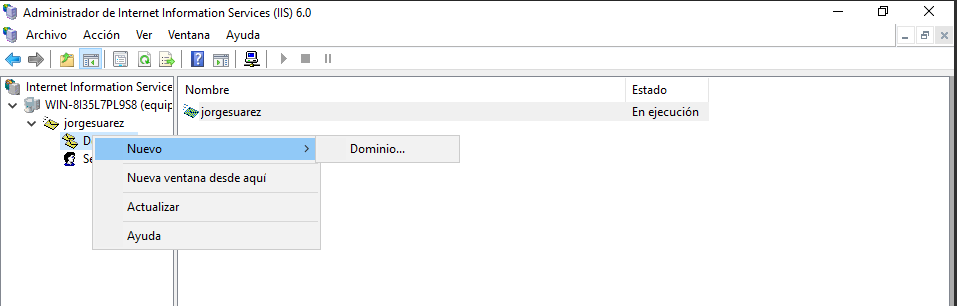 Administrador de Internet Information Services (IIS) 6.0
Archivo Acción Ver Ventana Ayuda
Internet Information Service
WIN-8I35L7PL9S8 (equip
jorgesuarez
D
Se
Nuevo
Dominio...
Nueva ventana desde aquí
Actualizar
Ayuda
Nombre Estado
jorgesuarez En ejecución